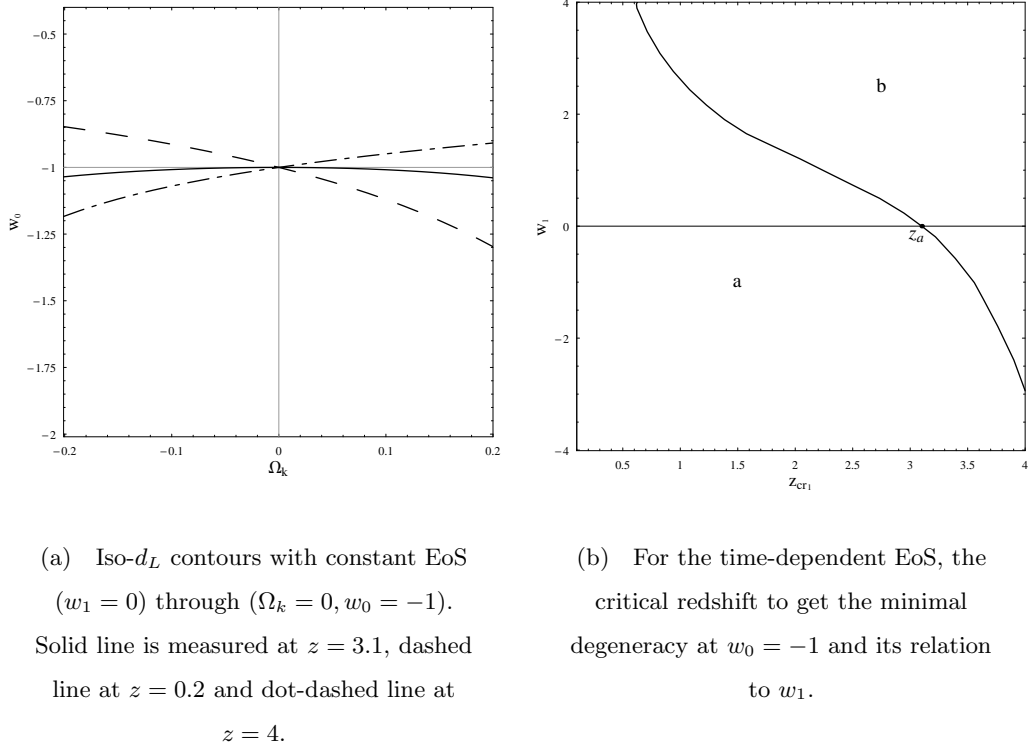 -0.5
-0.75
-1
-1.25
-1.5
-1.75
-2
w₀
-0.2
-0.1
0
0.1
0.2
Ωₖ
4
2
0
-2
-4
w₁
b
zₐ
a
0.5
1
1.5
2
2.5
3
3.5
4
z_cr₁
(a) Iso-d_L contours with constant EoS
(w₁ = 0) through (Ωₖ = 0, w₀ = −1).
Solid line is measured at z = 3.1, dashed
line at z = 0.2 and dot-dashed line at
z = 4.
(b) For the time-dependent EoS, the
critical redshift to get the minimal
degeneracy at w₀ = −1 and its relation
to w₁.